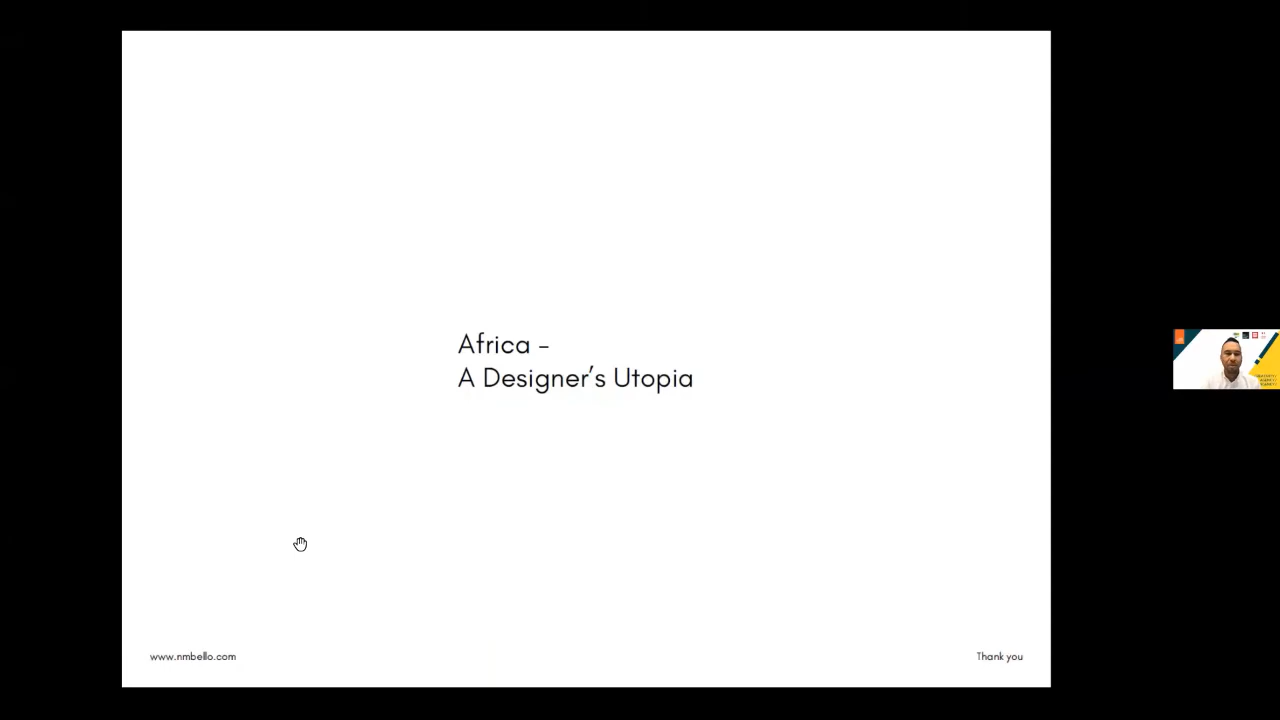 Africa –
A Designer's Utopia
www.nmbello.com
Thank you